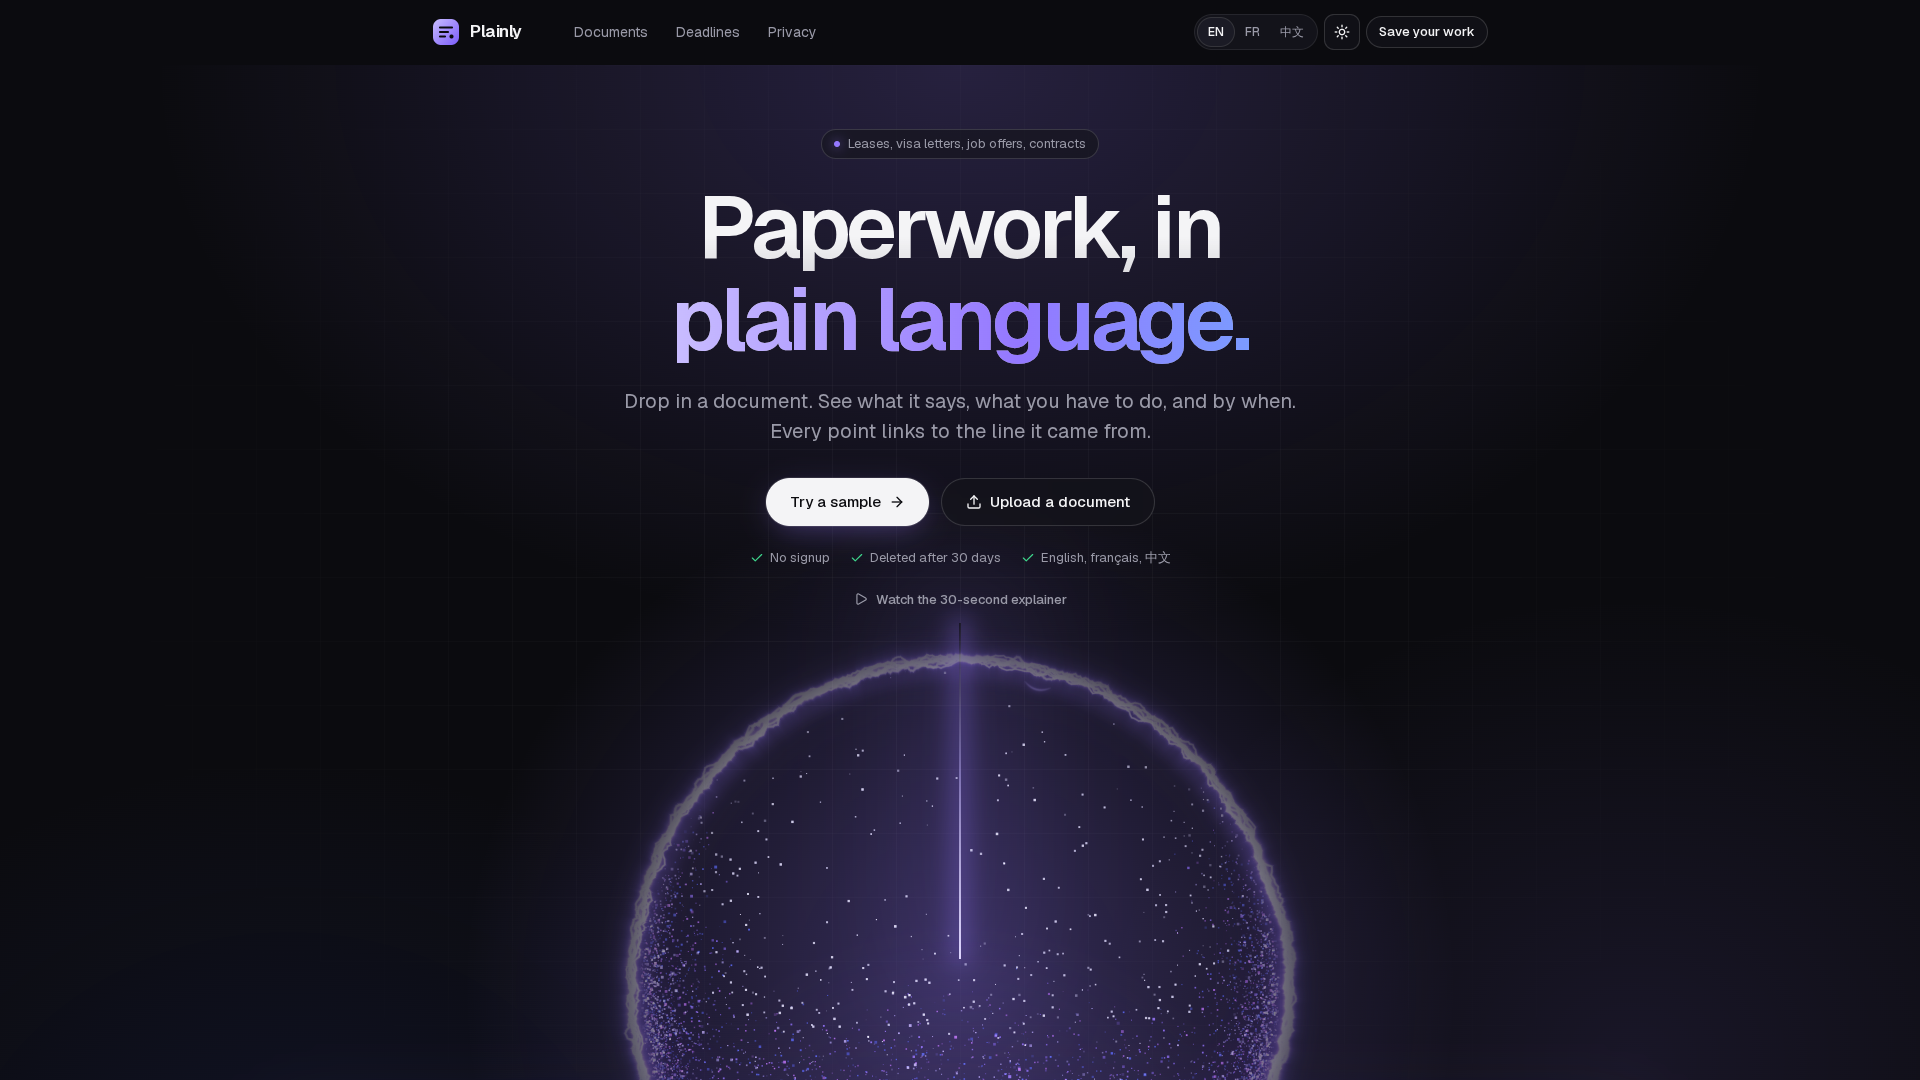 Plainly
Documents
Deadlines
Privacy
EN
FR
中文
Save your work
Leases, visa letters, job offers, contracts
Paperwork, in
plain language.
Drop in a document. See what it says, what you have to do, and by when.
Every point links to the line it came from.
Try a sample
Upload a document
No signup
Deleted after 30 days
English, français, 中文
Watch the 30-second explainer